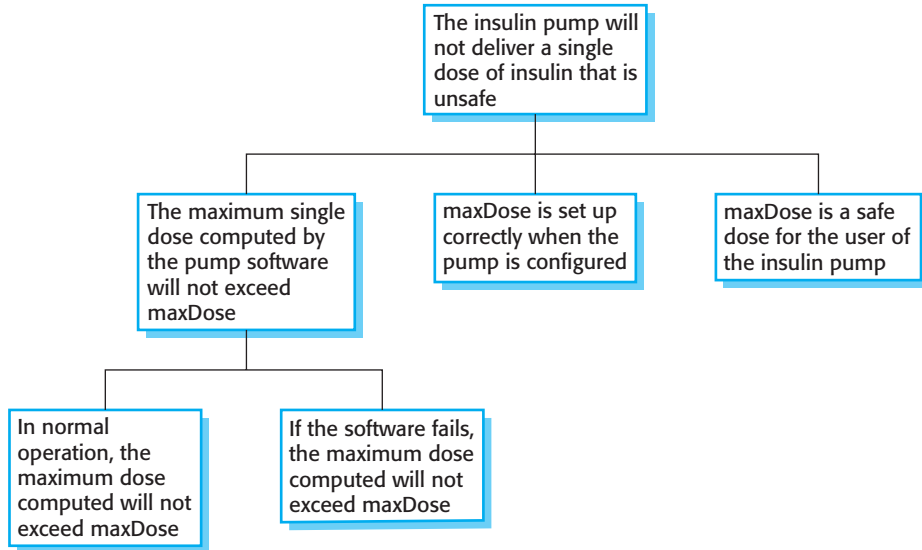 The insulin pump will
not deliver a single
dose of insulin that is
unsafe
The maximum single
dose computed by
the pump software
will not exceed
maxDose
maxDose is set up
correctly when the
pump is configured
maxDose is a safe
dose for the user of
the insulin pump
In normal
operation, the
maximum dose
computed will not
exceed maxDose
If the software fails,
the maximum dose
computed will not
exceed maxDose